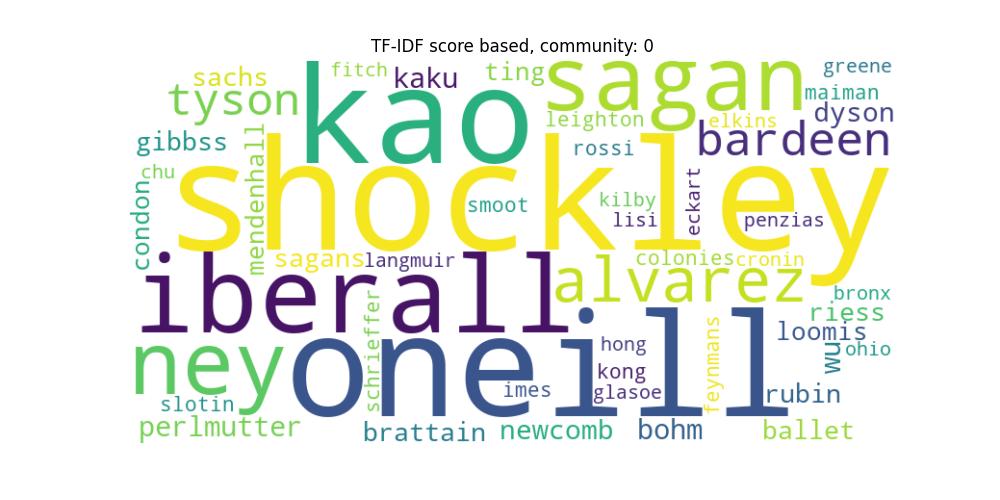 TF-IDF score based, community: 0
sachs
fitch
kaku
ting
sagan
greene
tyson
kao
maiman
dyson
leighton
elkins
gibbss
mendenhall
rossi
bardeen
chu
shockley
condon
smoot
kilby
lisi
eckart
penzias
sagans
langmuir
colonies
cronin
iberall
alvarez
bronx
riess
schrieffer
loomis
ney
oneill
hong
feynmans
wu
ohio
kong
slotin
imes
glasoe
rubin
perlmutter
brattain
newcomb
bohm
ballet